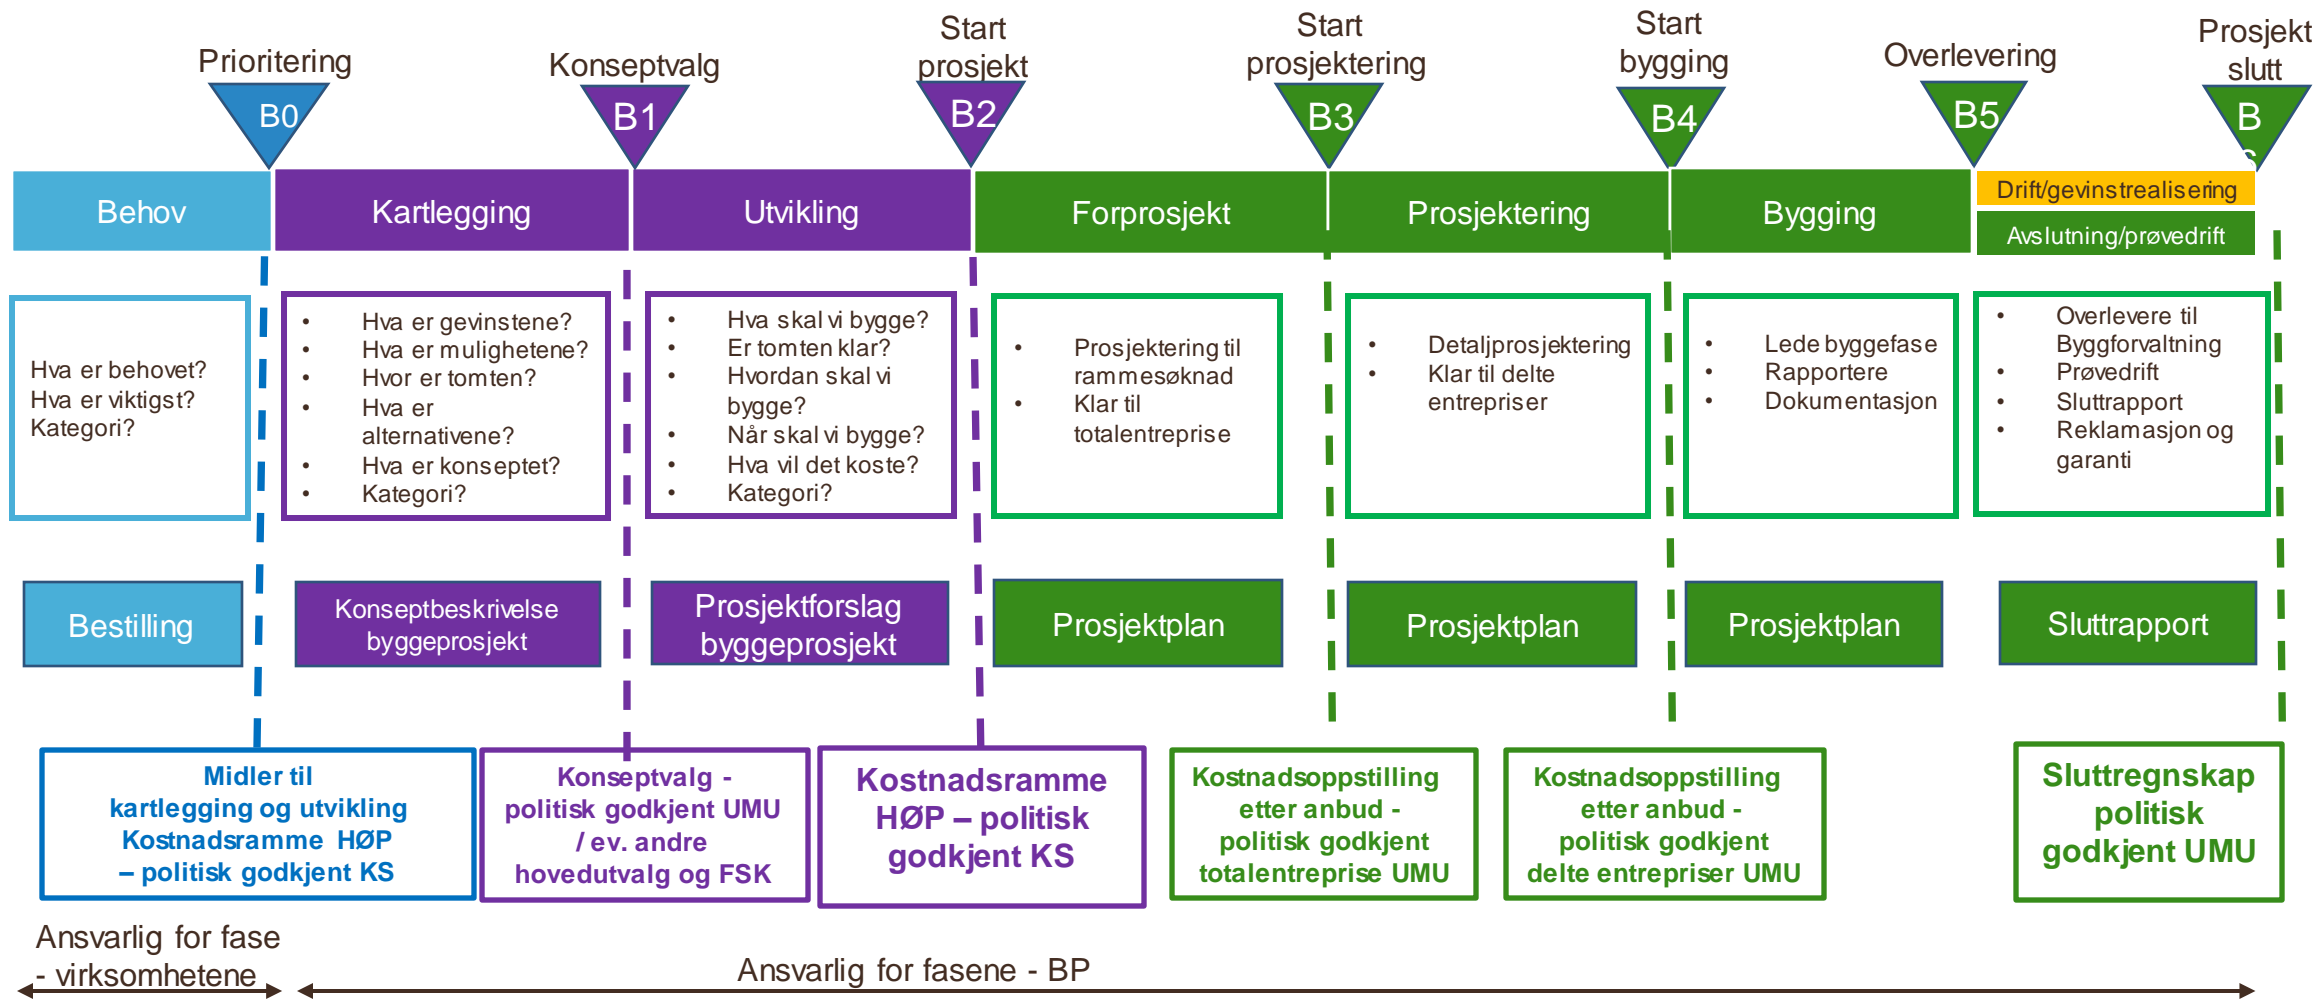 Prioritering
Konseptvalg
Start
prosjekt
Start
prosjektering
Start
bygging
Overlevering
Prosjekt
slutt
B0
B1
B2
B3
B4
B5
B
Behov
Kartlegging
Utvikling
Forprosjekt
Prosjektering
Bygging
Drift/gevinstrealisering
Avslutning/prøvedrift
Hva er behovet?
Hva er viktigst?
Kategori?
• Hva er gevinstene?
• Hva er mulighetene?
• Hvor er tomten?
• Hva er
alternativene?
• Hva er konseptet?
• Kategori?
• Hva skal vi bygge?
• Er tomten klar?
• Hvordan skal vi
bygge?
• Når skal vi bygge?
• Hva vil det koste?
• Kategori?
• Prosjektering til
rammesøknad
• Klar til
totalentreprise
• Detaljprosjektering
• Klar til delte
entrepriser
• Lede byggefase
• Rapportere
• Dokumentasjon
• Overlevere til
Byggforvaltning
• Prøvedrift
• Sluttrapport
• Reklamasjon og
garanti
Bestilling
Konseptbeskrivelse
byggeprosjekt
Prosjektforslag
byggeprosjekt
Prosjektplan
Prosjektplan
Prosjektplan
Sluttrapport
Midler til
kartlegging og utvikling
Kostnadsramme HØP
– politisk godkjent KS
Konseptvalg -
politisk godkjent UMU
/ ev. andre
hovedutvalg og FSK
Kostnadsramme
HØP – politisk
godkjent KS
Kostnadsoppstilling
etter anbud -
politisk godkjent
totalentreprise UMU
Kostnadsoppstilling
etter anbud -
politisk godkjent
delte entrepriser UMU
Sluttregnskap
politisk
godkjent UMU
Ansvarlig for fase
- virksomhetene
Ansvarlig for fasene - BP